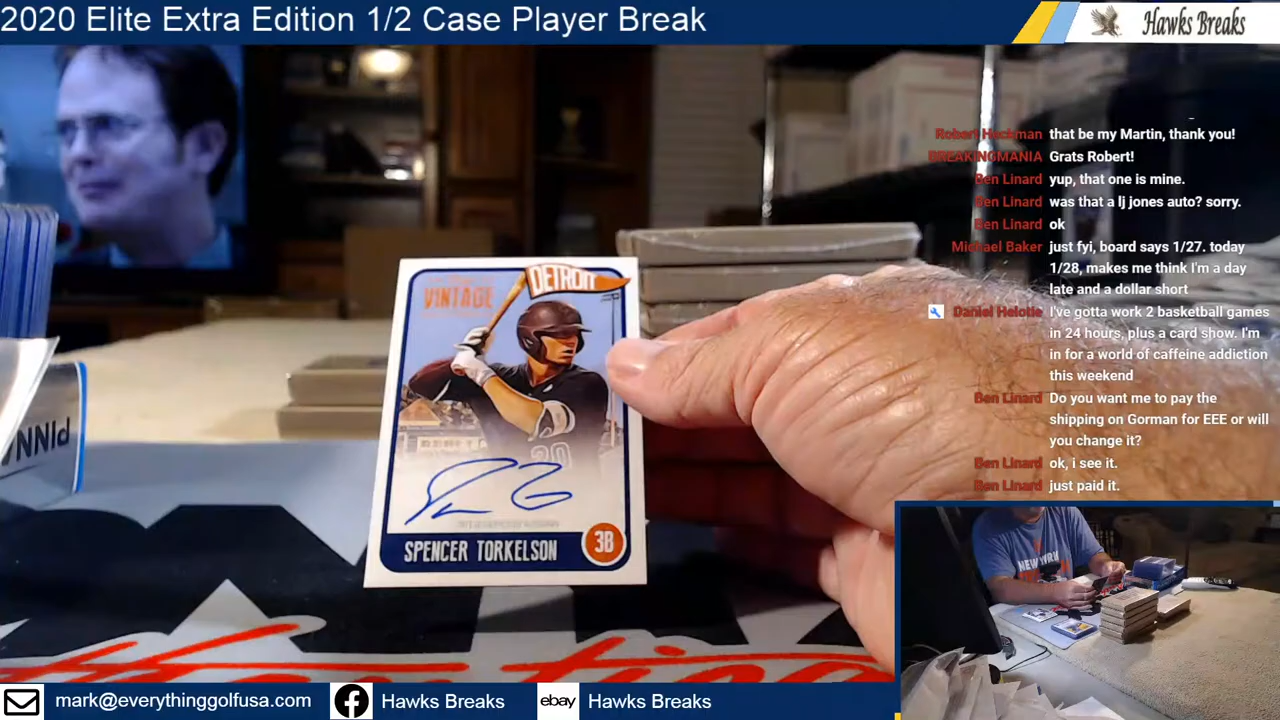 2020 Elite Extra Edition 1/2 Case Player Break
Hawks Breaks
Robert Hachman that be my Martin, thank you!
BREAKINGMANIA Grats Robert!
Ben Linard yup, that one is mine.
Ben Linard was that a lj jones auto? sorry.
Ben Linard ok
Michael Baker just fyi, board says 1/27. today
1/28, makes me think I'm a day
late and a dollar short
Daniel Helotie I've gotta work 2 basketball games
in 24 hours, plus a card show. I'm
in for a world of caffeine addiction
this weekend
Ben Linard Do you want me to pay the
shipping on Gorman for EEE or will
you change it?
Ben Linard ok, i see it.
Ben Linard just paid it.
DETROIT
VINTAGE
20
SPENCER TORKELSON
38
PINNA
NEW YORK
mark@everythinggolfusa.com
Hawks Breaks
ebay
Hawks Breaks